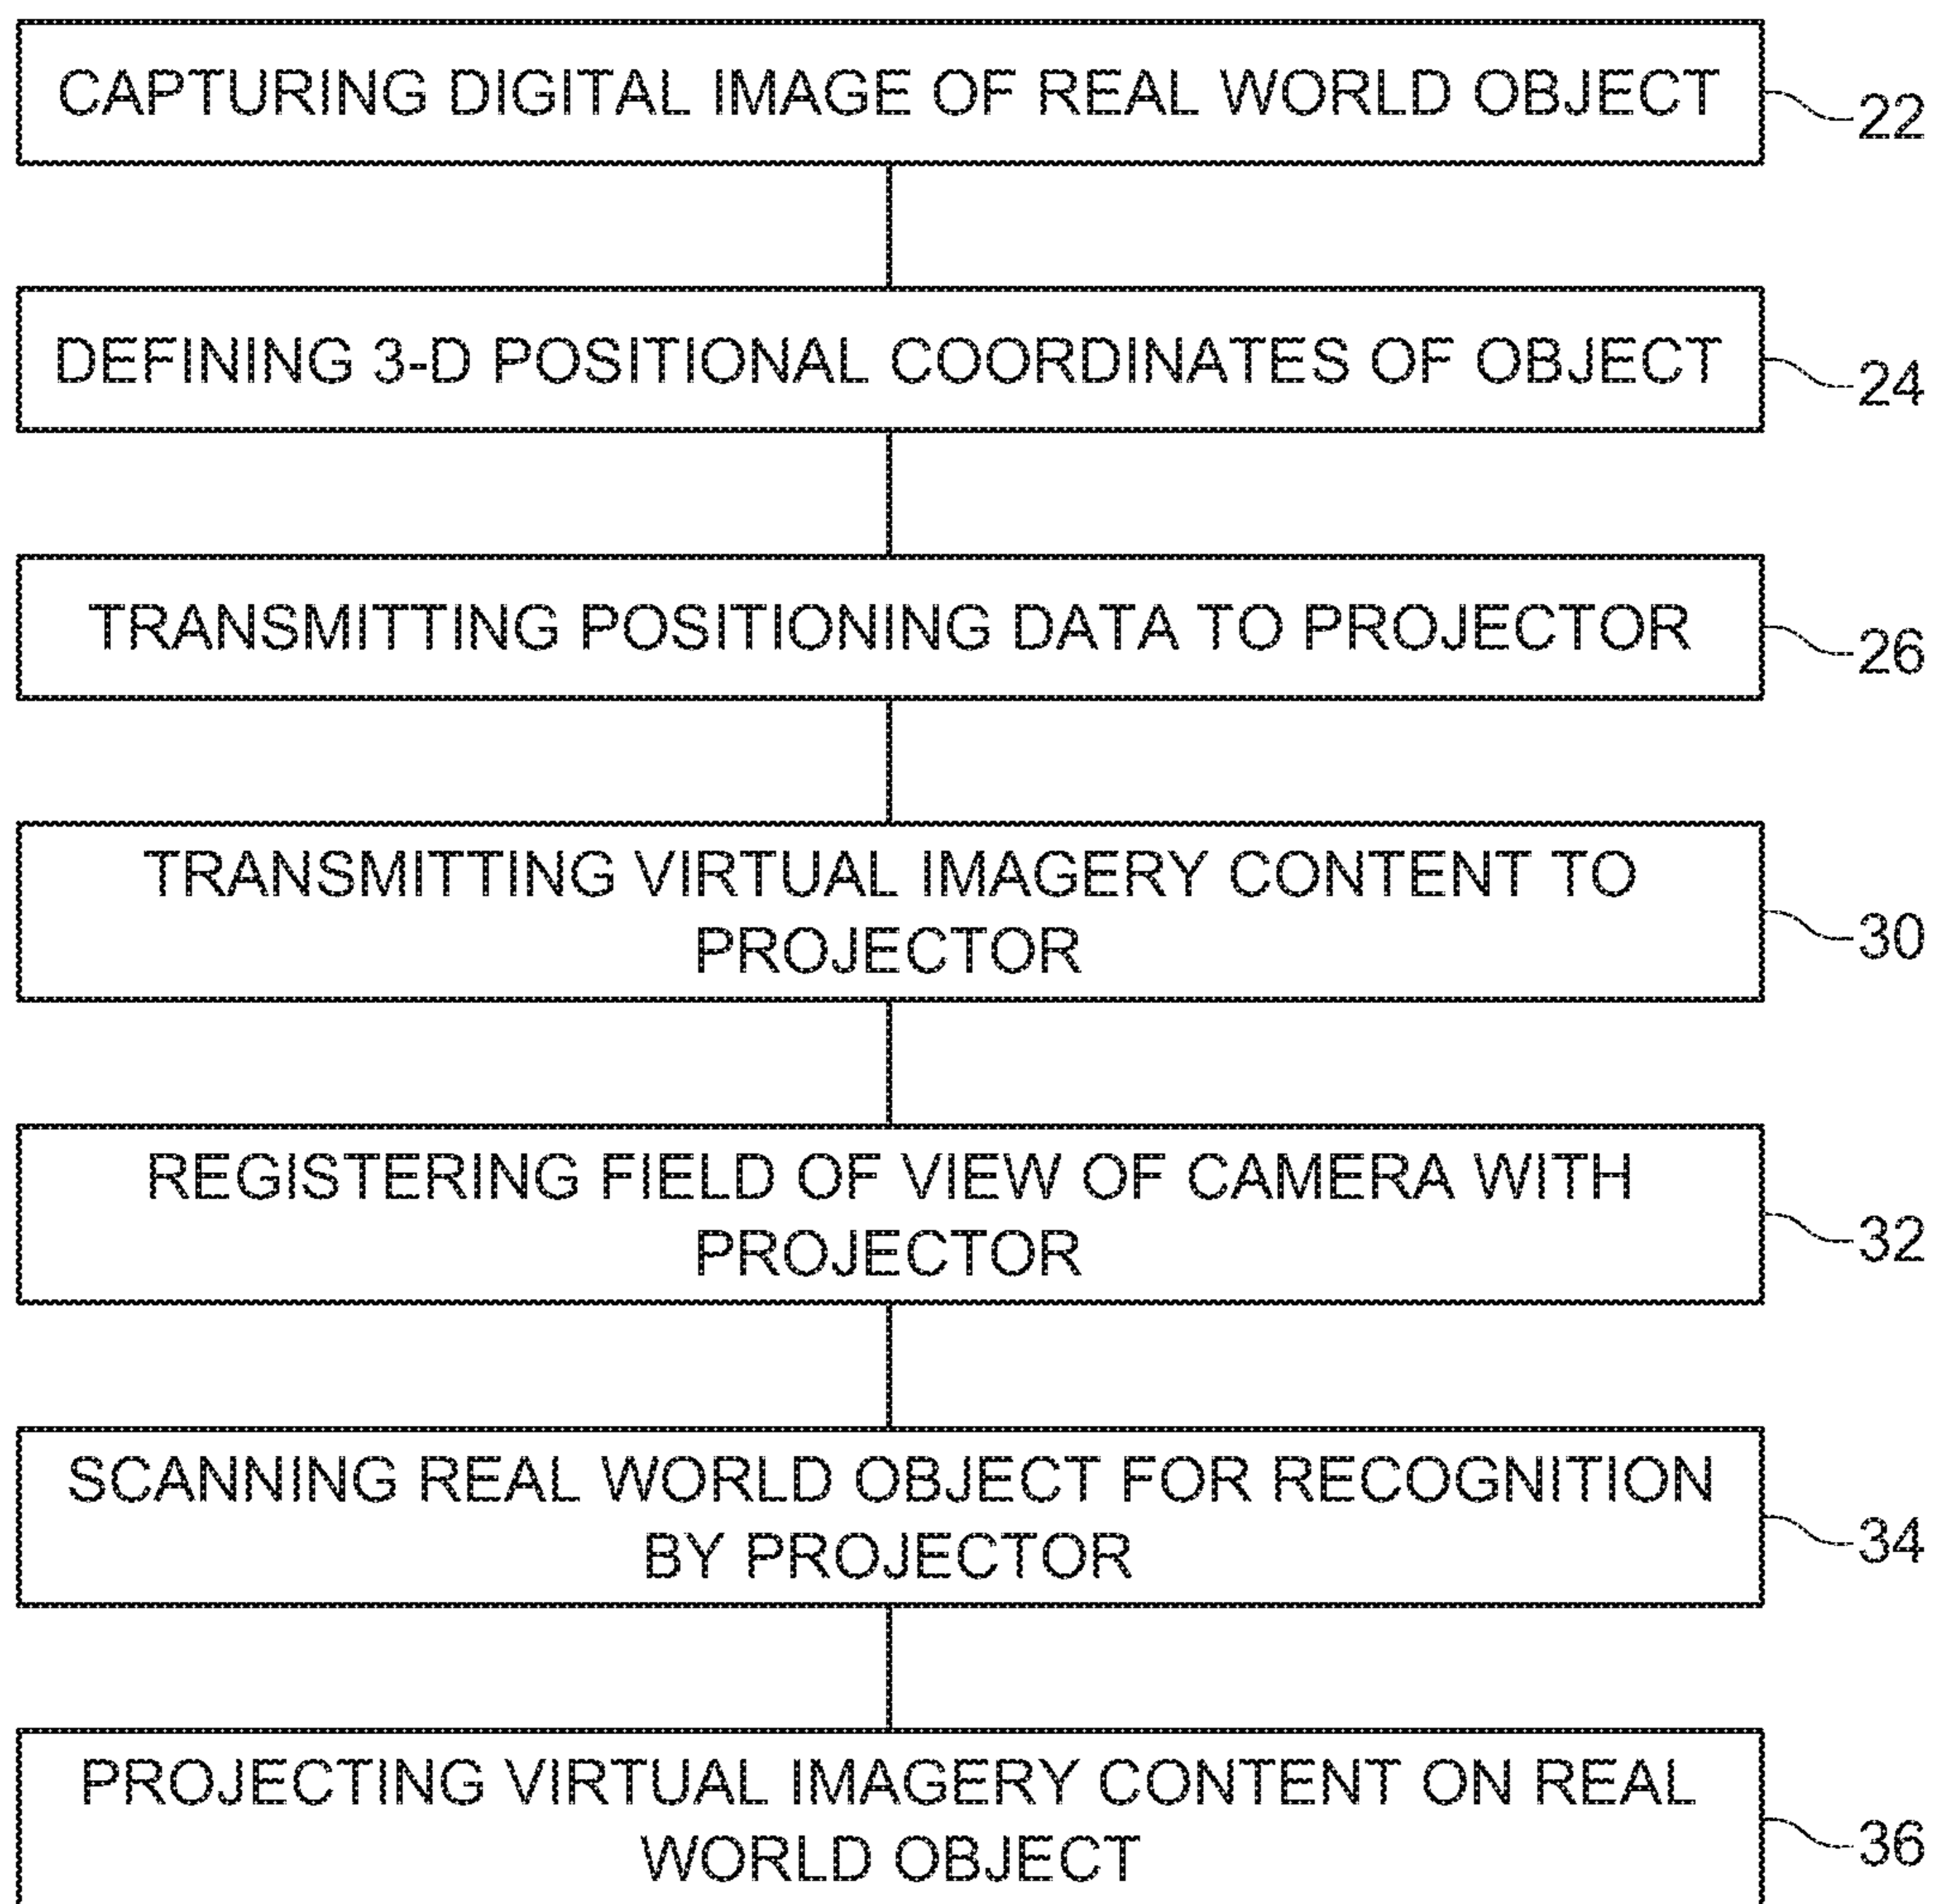 CAPTURING DIGITAL IMAGE OF REAL WORLD OBJECT
22
DEFINING 3-D POSITIONAL COORDINATES OF OBJECT
24
TRANSMITTING POSITIONING DATA TO PROJECTOR
26
TRANSMITTING VIRTUAL IMAGERY CONTENT TO
PROJECTOR
30
REGISTERING FIELD OF VIEW OF CAMERA WITH
PROJECTOR
32
SCANNING REAL WORLD OBJECT FOR RECOGNITION
BY PROJECTOR
34
PROJECTING VIRTUAL IMAGERY CONTENT ON REAL
WORLD OBJECT
36